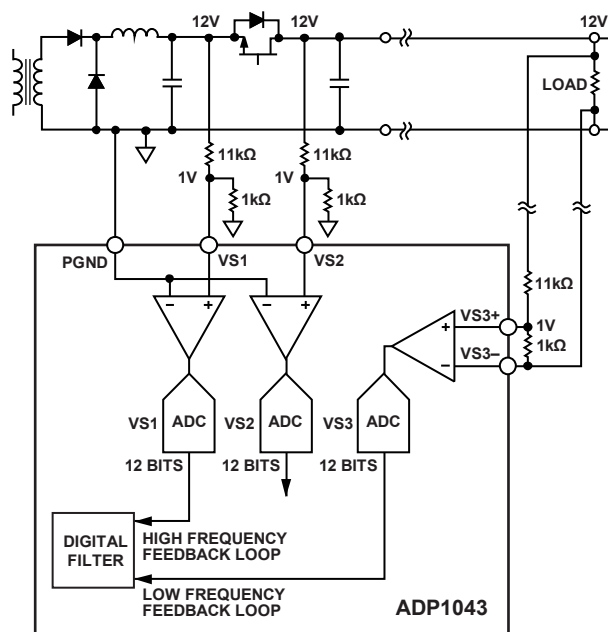 12V
12V
12V
LOAD
11kΩ
11kΩ
1V
1kΩ
1kΩ
PGND
VS1
VS2
11kΩ
VS3+
1V
1kΩ
VS3–
–
+
–
+
+
–
VS1
ADC
VS2
ADC
VS3
ADC
12 BITS
12 BITS
12 BITS
DIGITAL
FILTER
HIGH FREQUENCY
FEEDBACK LOOP
LOW FREQUENCY
FEEDBACK LOOP
ADP1043